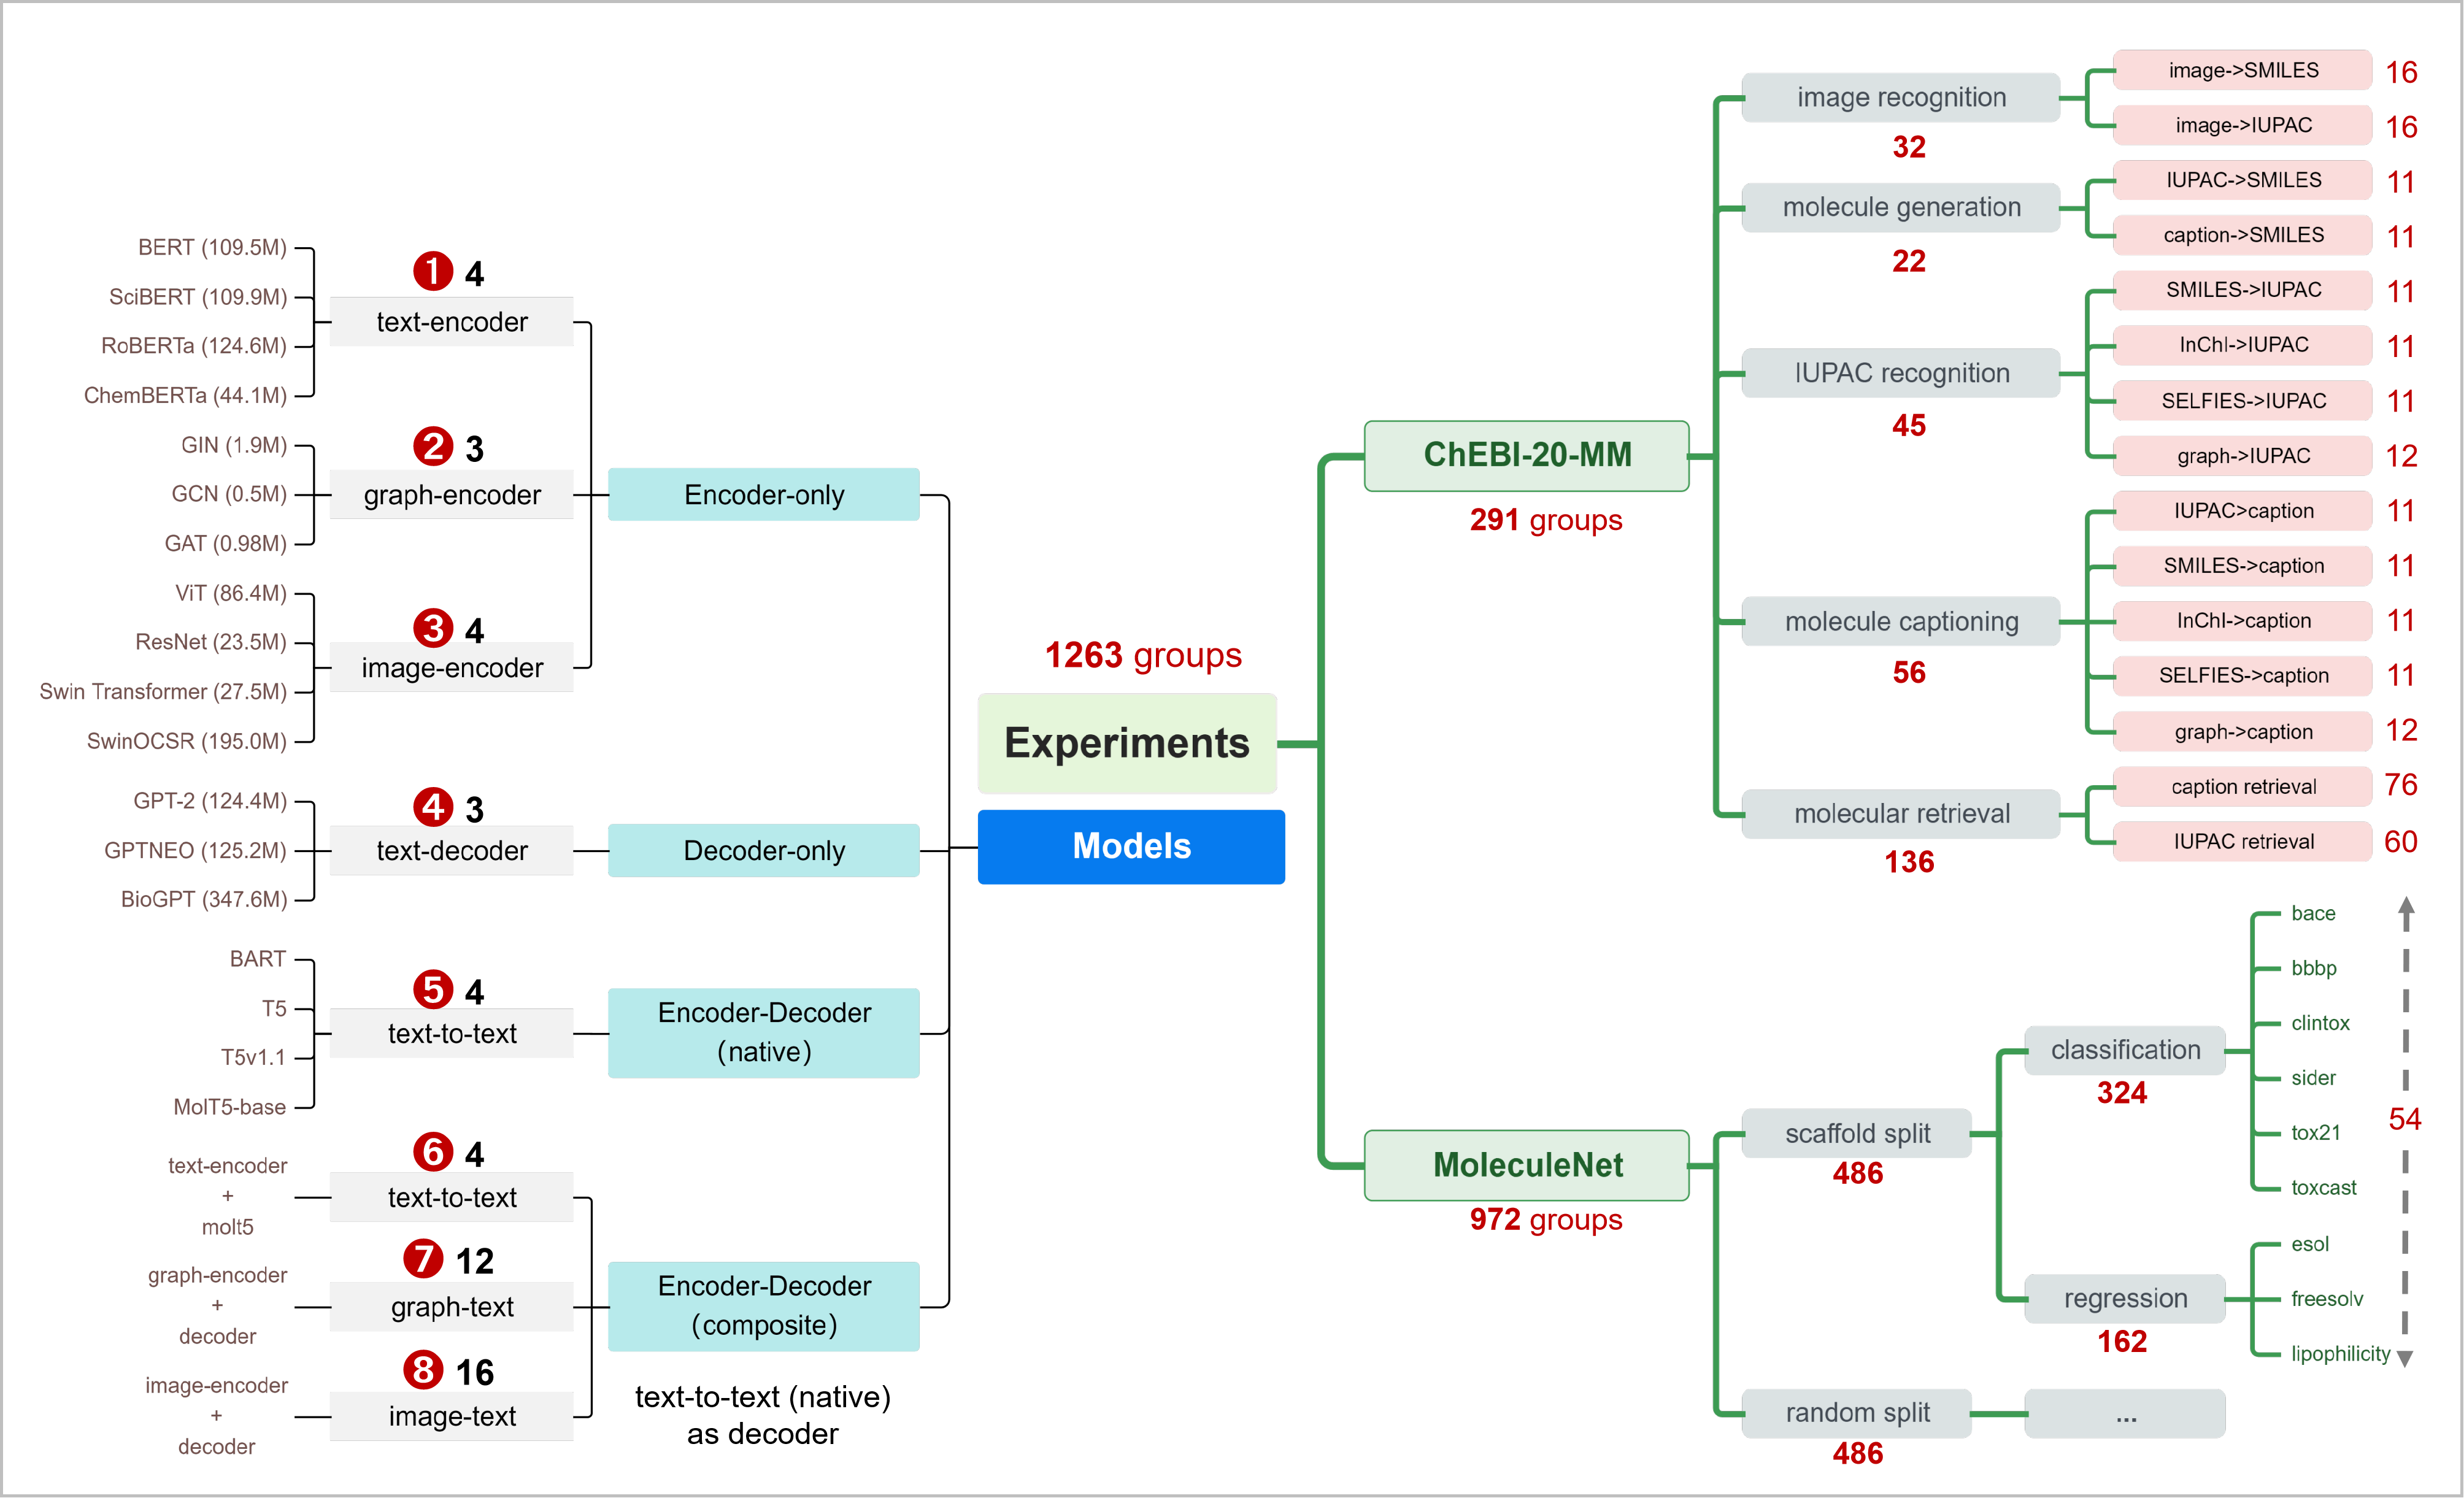 BERT (109.5M)
SciBERT (109.9M)
RoBERTa (124.6M)
ChemBERTa (44.1M)
1 4
text-encoder
GIN (1.9M)
GCN (0.5M)
GAT (0.98M)
2 3
graph-encoder
ViT (86.4M)
ResNet (23.5M)
Swin Transformer (27.5M)
SwinOCSR (195.0M)
3 4
image-encoder
Encoder-only
GPT-2 (124.4M)
GPTNEO (125.2M)
BioGPT (347.6M)
4 3
text-decoder
Decoder-only
BART
T5
T5v1.1
MolT5-base
5 4
text-to-text
Encoder-Decoder
(native)
text-encoder
+
molt5
6 4
text-to-text
graph-encoder
+
decoder
7 12
graph-text
image-encoder
+
decoder
8 16
image-text
Encoder-Decoder
(composite)
text-to-text (native)
as decoder
1263 groups
Experiments
Models
ChEBI-20-MM
291 groups
image recognition
32
image->SMILES 16
image->IUPAC 16
molecule generation
22
IUPAC->SMILES 11
caption->SMILES 11
IUPAC recognition
45
SMILES->IUPAC 11
InChI->IUPAC 11
SELFIES->IUPAC 11
graph->IUPAC 12
molecule captioning
56
IUPAC>caption 11
SMILES->caption 11
InChI->caption 11
SELFIES->caption 11
graph->caption 12
molecular retrieval
136
caption retrieval 76
IUPAC retrieval 60
MoleculeNet
972 groups
scaffold split
486
classification
324
bace
bbbp
clintox
sider
tox21
toxcast
regression
162
esol
freesolv
lipophilicity
54
random split
486
...